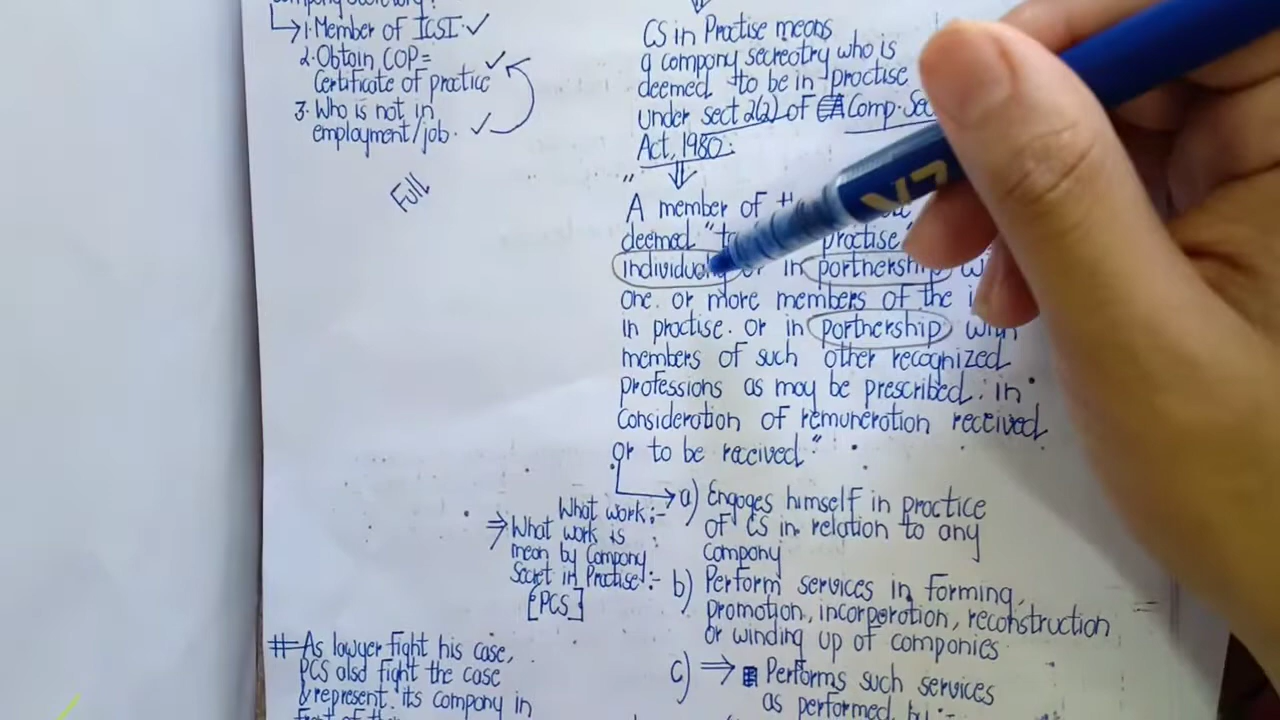 1. Member of ICSI. ✓
2. Obtain COP = ✓
Certificate of practice
3. Who is not in
employment/job. ✓
Full
CS in Practise means
a company secreotry who is
deemed to be in practise
under sect 2(2) of Comp. Sec
Act, 1980.
"
A member of
deemed practise"
individually or in partnership
one. or more members of the
in practise. or in partnership with
members of such other recognized
professions as may be prescribed: in
Consideration of remuneration received
or to be recived"
What work:-
⇒ What work is
mean by Company
Secret in Practise:-
[PCS]
a) Engages himself in practice
of CS in relation to any
company
b) Perform services in forming,
promotion, incorporation, reconstruction
or winding up of companies
c) ⇒ Performs such services
as performed by:-
# As lawyer fight his case,
PCS also fight the case
& represent its company in
V7